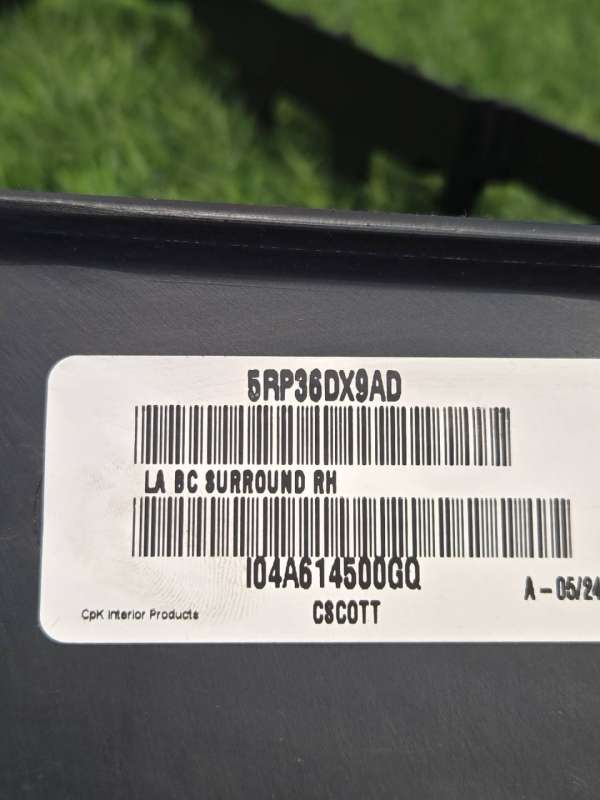 5RP36DX9AD
LA BC SURROUND RH
I04A614500GQ
A - 05/24
CSCOTT
CpK Interior Products